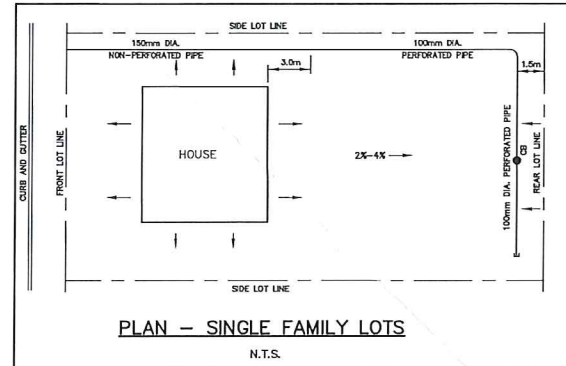 SIDE LOT LINE
150mm DIA.
NON-PERFORATED PIPE
100mm DIA.
PERFORATED PIPE
3.0m
1.5m
CURB AND GUTTER
FRONT LOT LINE
HOUSE
2%-4%
100mm DIA. PERFORATED PIPE
CB
REAR LOT LINE
SIDE LOT LINE
PLAN - SINGLE FAMILY LOTS
N.T.S.